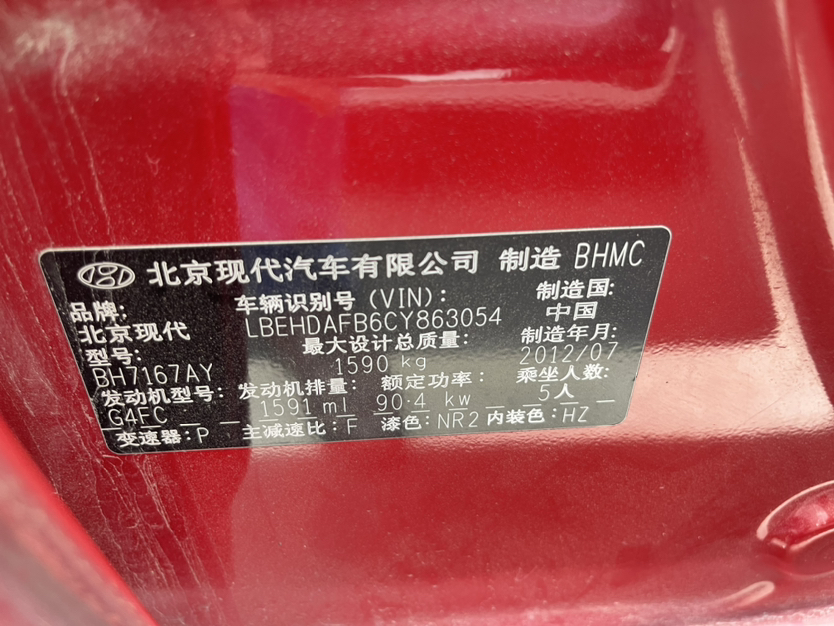 北京现代汽车有限公司 制造 BHMC
品牌: 车辆识别号(VIN): 制造国:
北京现代 LBEHDAFB6CY863054 中国
型号: 最大设计总质量: 制造年月:
BH7167AY 1590 kg 2012/07
发动机型号: 发动机排量: 额定功率: 乘坐人数:
G4FC 1591 ml 90.4 kw 5人
变速器:P 主减速比:F 漆色:NR2 内装色:HZ